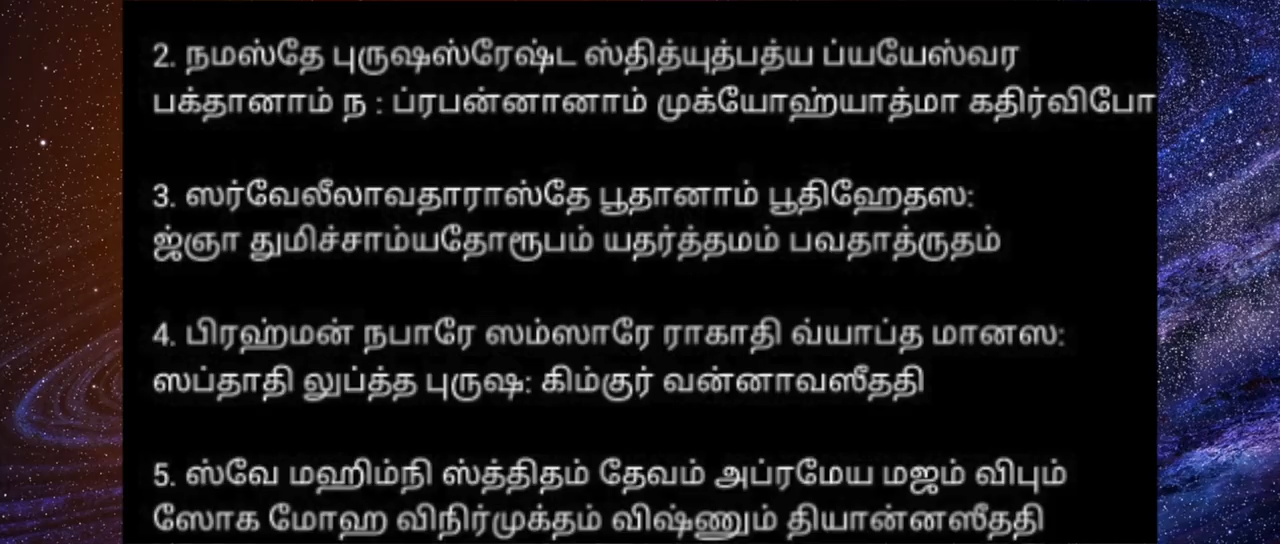 2. நமஸ்தே புருஷஸ்ரேஷ்ட ஸ்தித்யுத்பத்ய ப்யயேஸ்வர
பக்தானாம் ந : ப்ரபன்னானாம் முக்யோஹ்யாத்மா கதிர்விபோ
3. ஸர்வேலீலாவதாராஸ்தே பூதானாம் பூதிஹேதஸ:
ஜ்ஞா துமிச்சாம்யதோரூபம் யதர்த்தமம் பவதாத்ருதம்
4. பிரஹ்மன் நபாரே ஸம்ஸாரே ராகாதி வ்யாப்த மானஸ:
ஸப்தாதி லுப்த்த புருஷ: கிம்குர் வன்னாவஸீததி
5. ஸ்வே மஹிம்நி ஸ்த்திதம் தேவம் அப்ரமேய மஜம் விபும்
ஸோக மோஹ விநிர்முக்தம் விஷ்ணும் தியான்னஸீததி